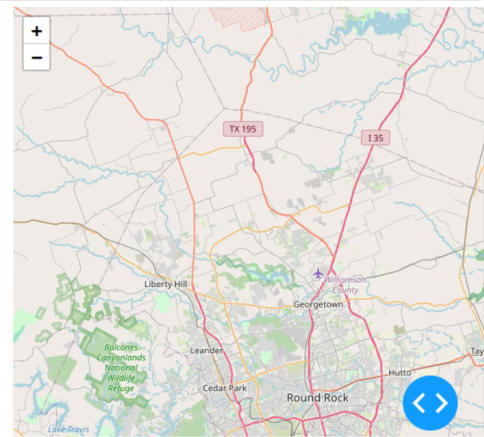 +
−
TX 195
I 35
Williamson
County
Liberty Hill
Georgetown
Balcones
Canyonlands
National
Wildlife
Refuge
Leander
Cedar Park
Hutto
Tay
Round Rock
Lake Travis